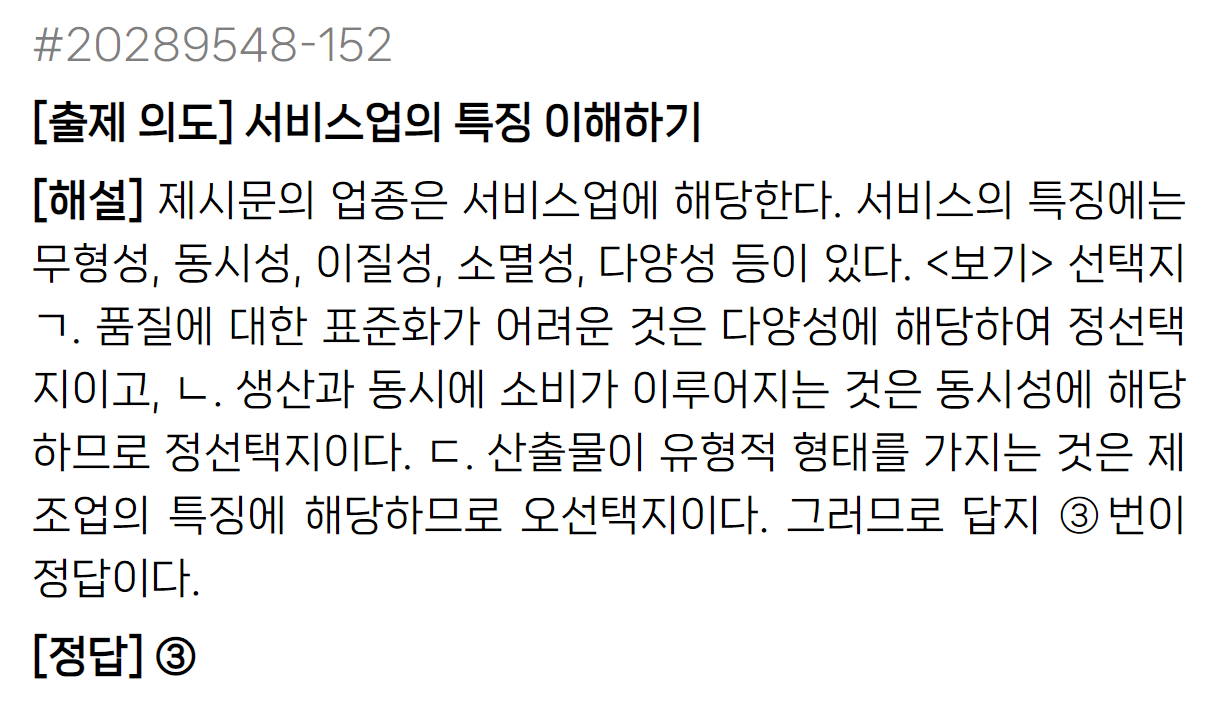 #20289548-152
[출제 의도] 서비스업의 특징 이해하기
[해설] 제시문의 업종은 서비스업에 해당한다. 서비스의 특징에는
무형성, 동시성, 이질성, 소멸성, 다양성 등이 있다. <보기> 선택지
ㄱ. 품질에 대한 표준화가 어려운 것은 다양성에 해당하여 정선택
지이고, ㄴ. 생산과 동시에 소비가 이루어지는 것은 동시성에 해당
하므로 정선택지이다. ㄷ. 산출물이 유형적 형태를 가지는 것은 제
조업의 특징에 해당하므로 오선택지이다. 그러므로 답지 ③번이
정답이다.
[정답] ③